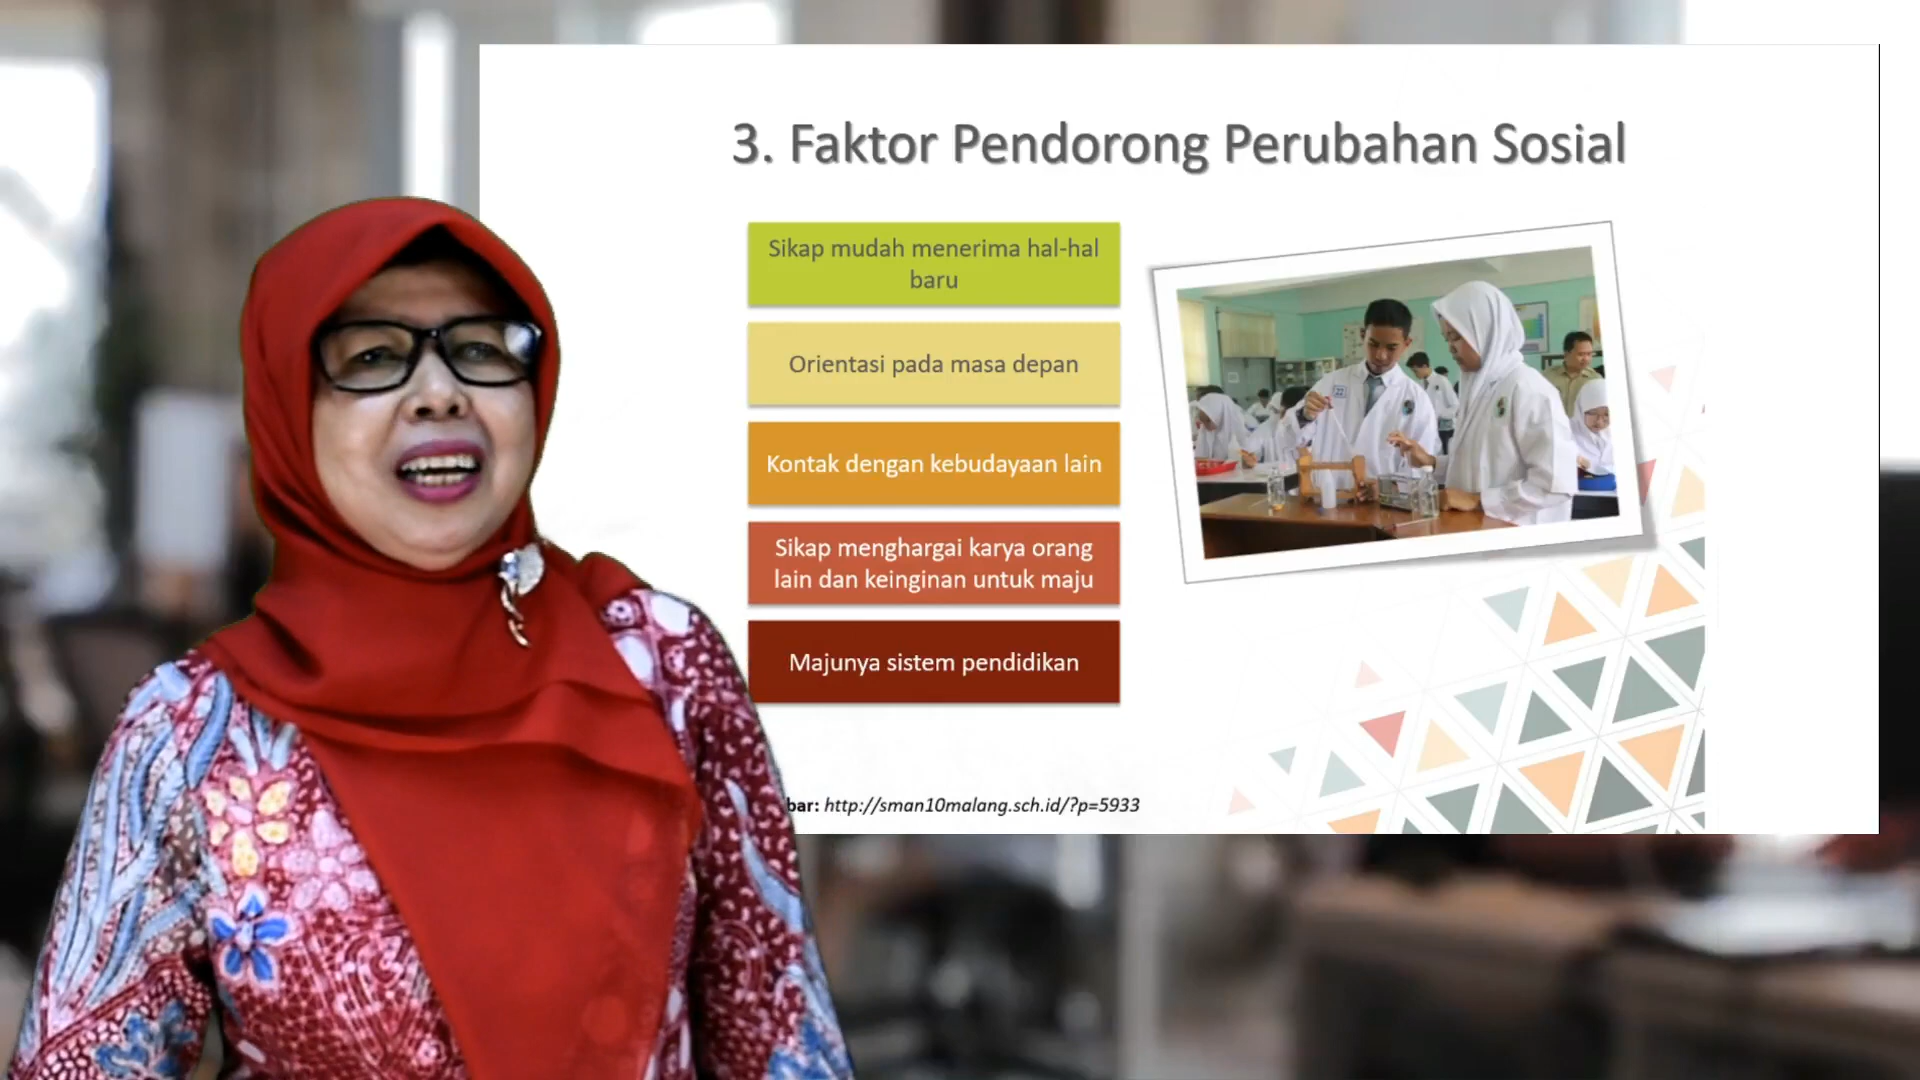 3. Faktor Pendorong Perubahan Sosial
Sikap mudah menerima hal-hal
baru
Orientasi pada masa depan
Kontak dengan kebudayaan lain
Sikap menghargai karya orang
lain dan keinginan untuk maju
Majunya sistem pendidikan
bar: http://sman10malang.sch.id/?p=5933